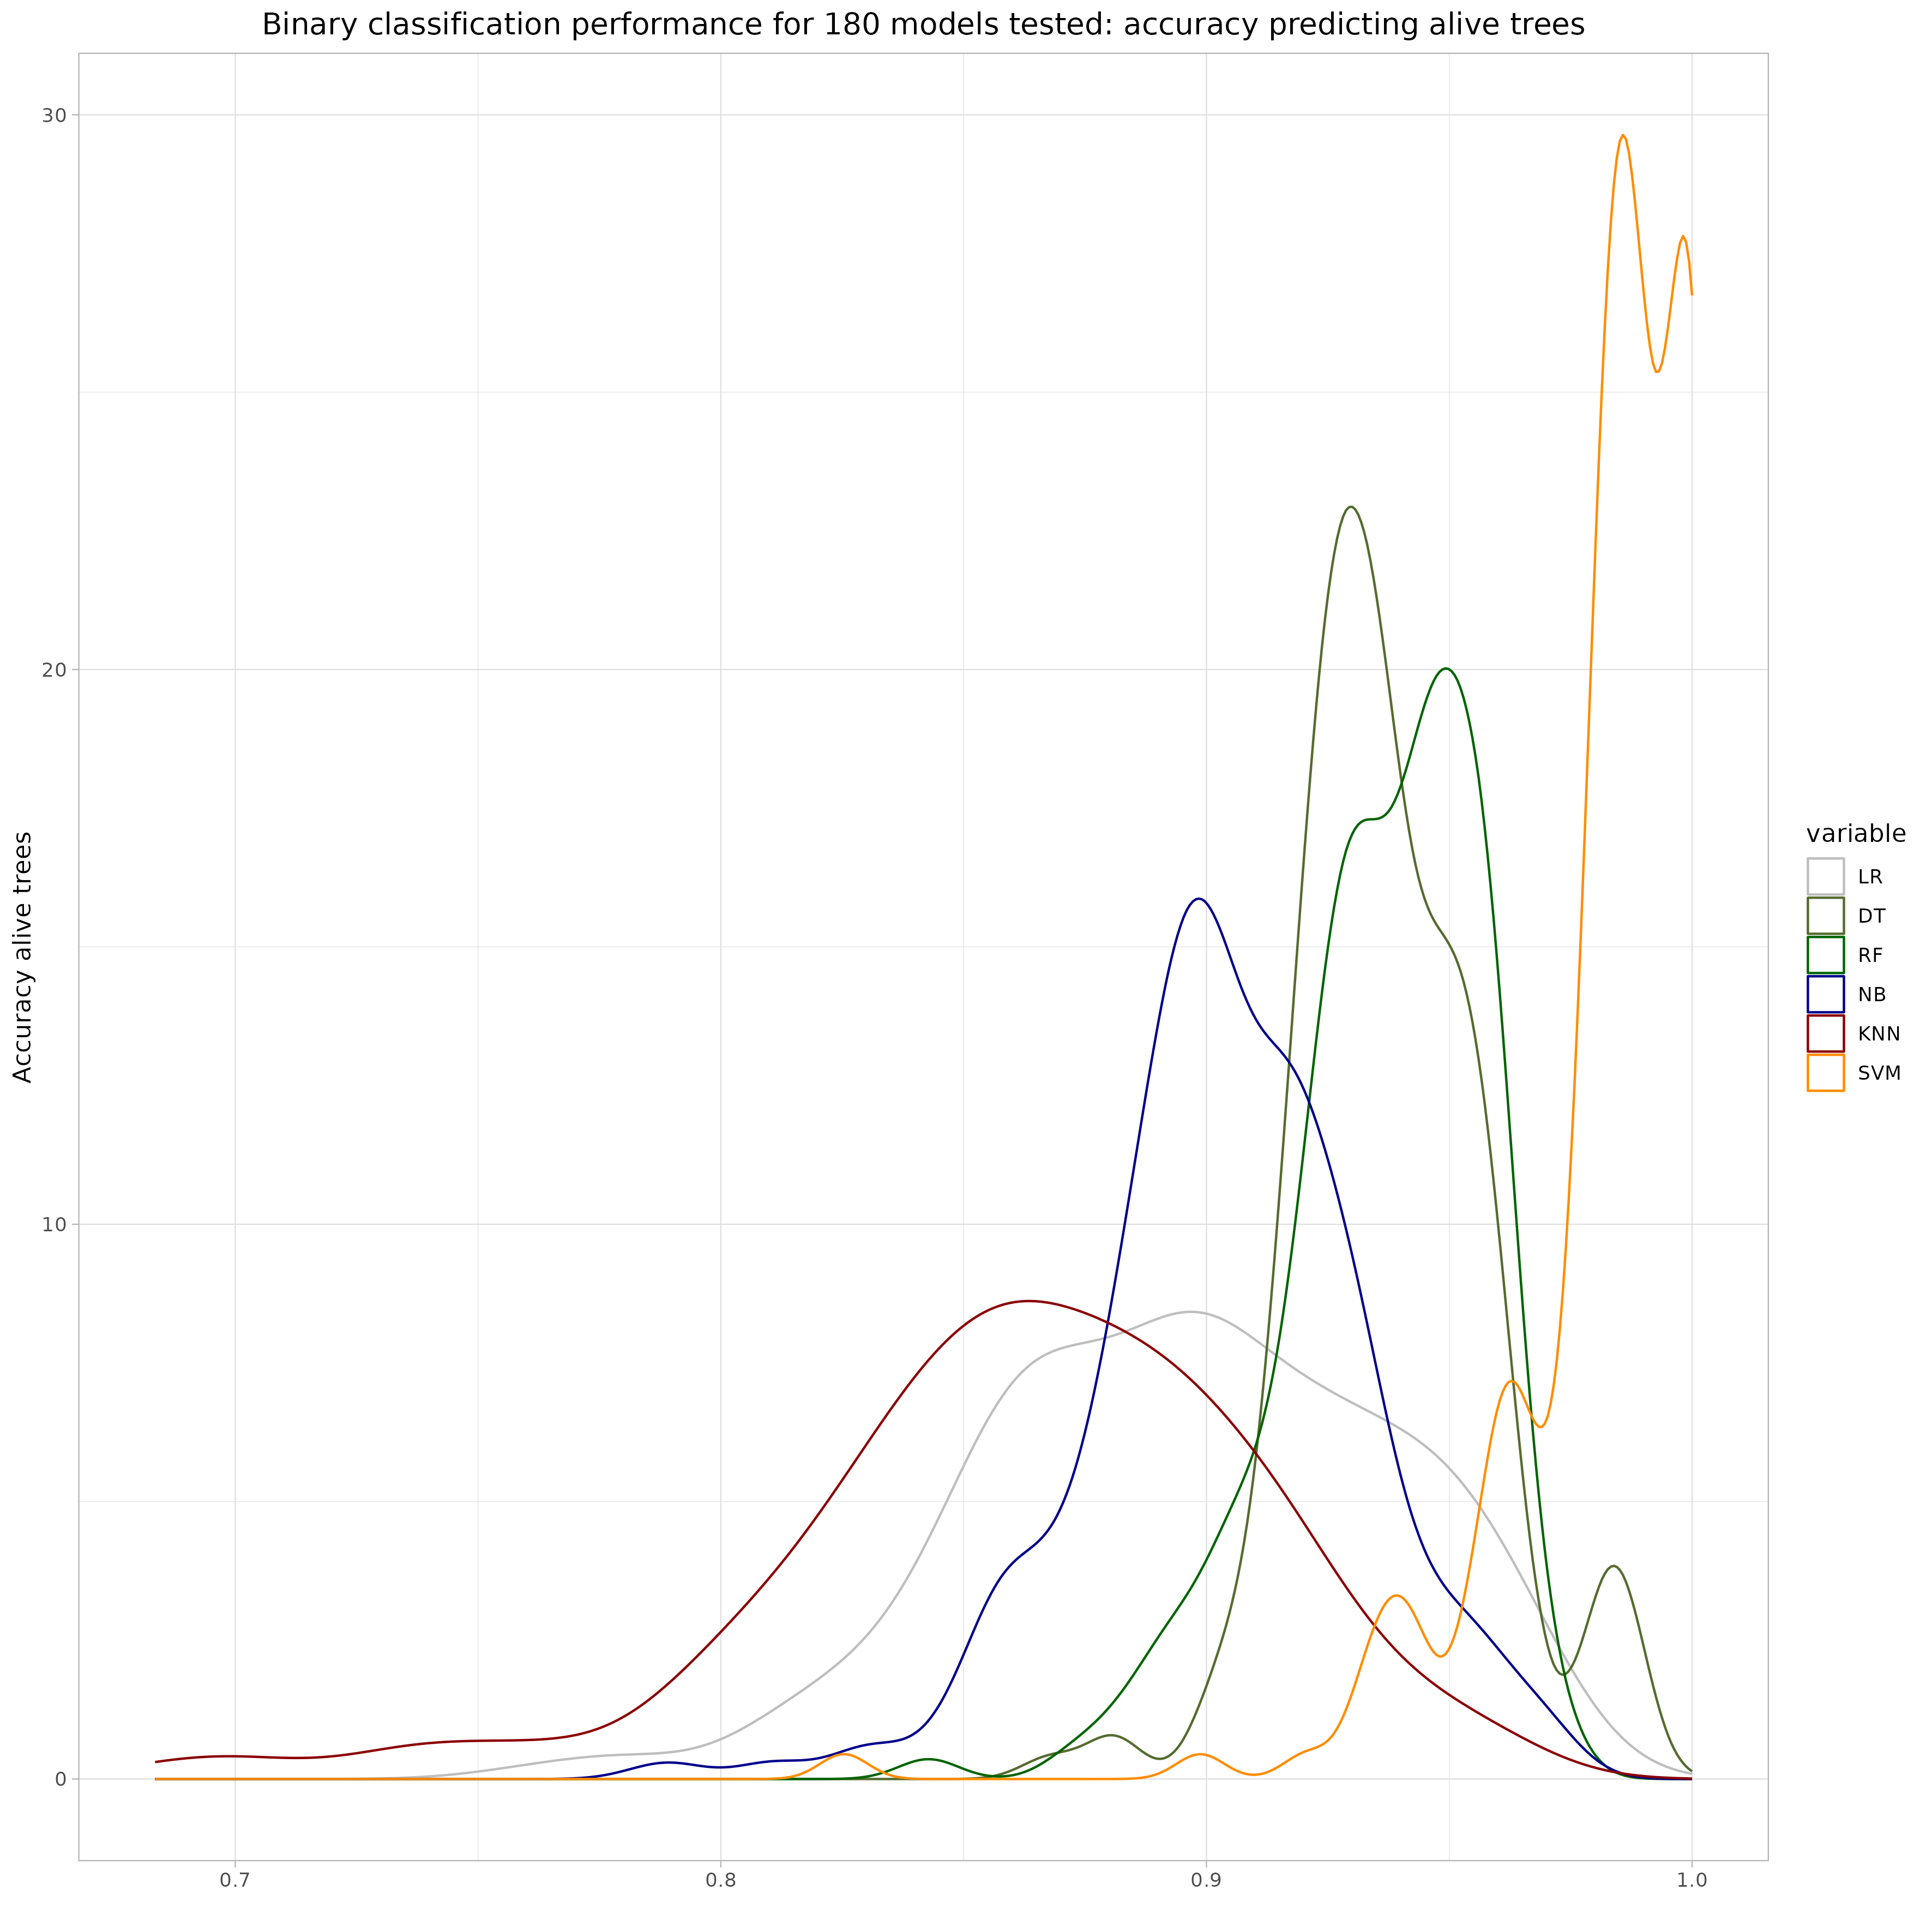 Binary classification performance for 180 models tested: accuracy predicting alive trees
30
20
10
0
Accuracy alive trees
0.7
0.8
0.9
1.0
variable
LR
DT
RF
NB
KNN
SVM